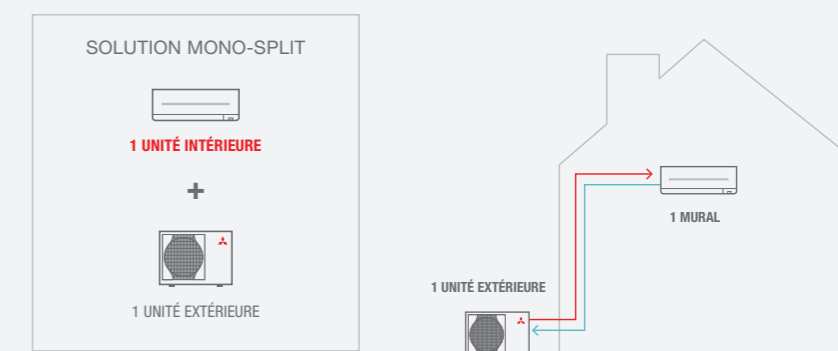 SOLUTION MONO-SPLIT
1 UNITÉ INTÉRIEURE
+
1 UNITÉ EXTÉRIEURE
1 MURAL
1 UNITÉ EXTÉRIEURE